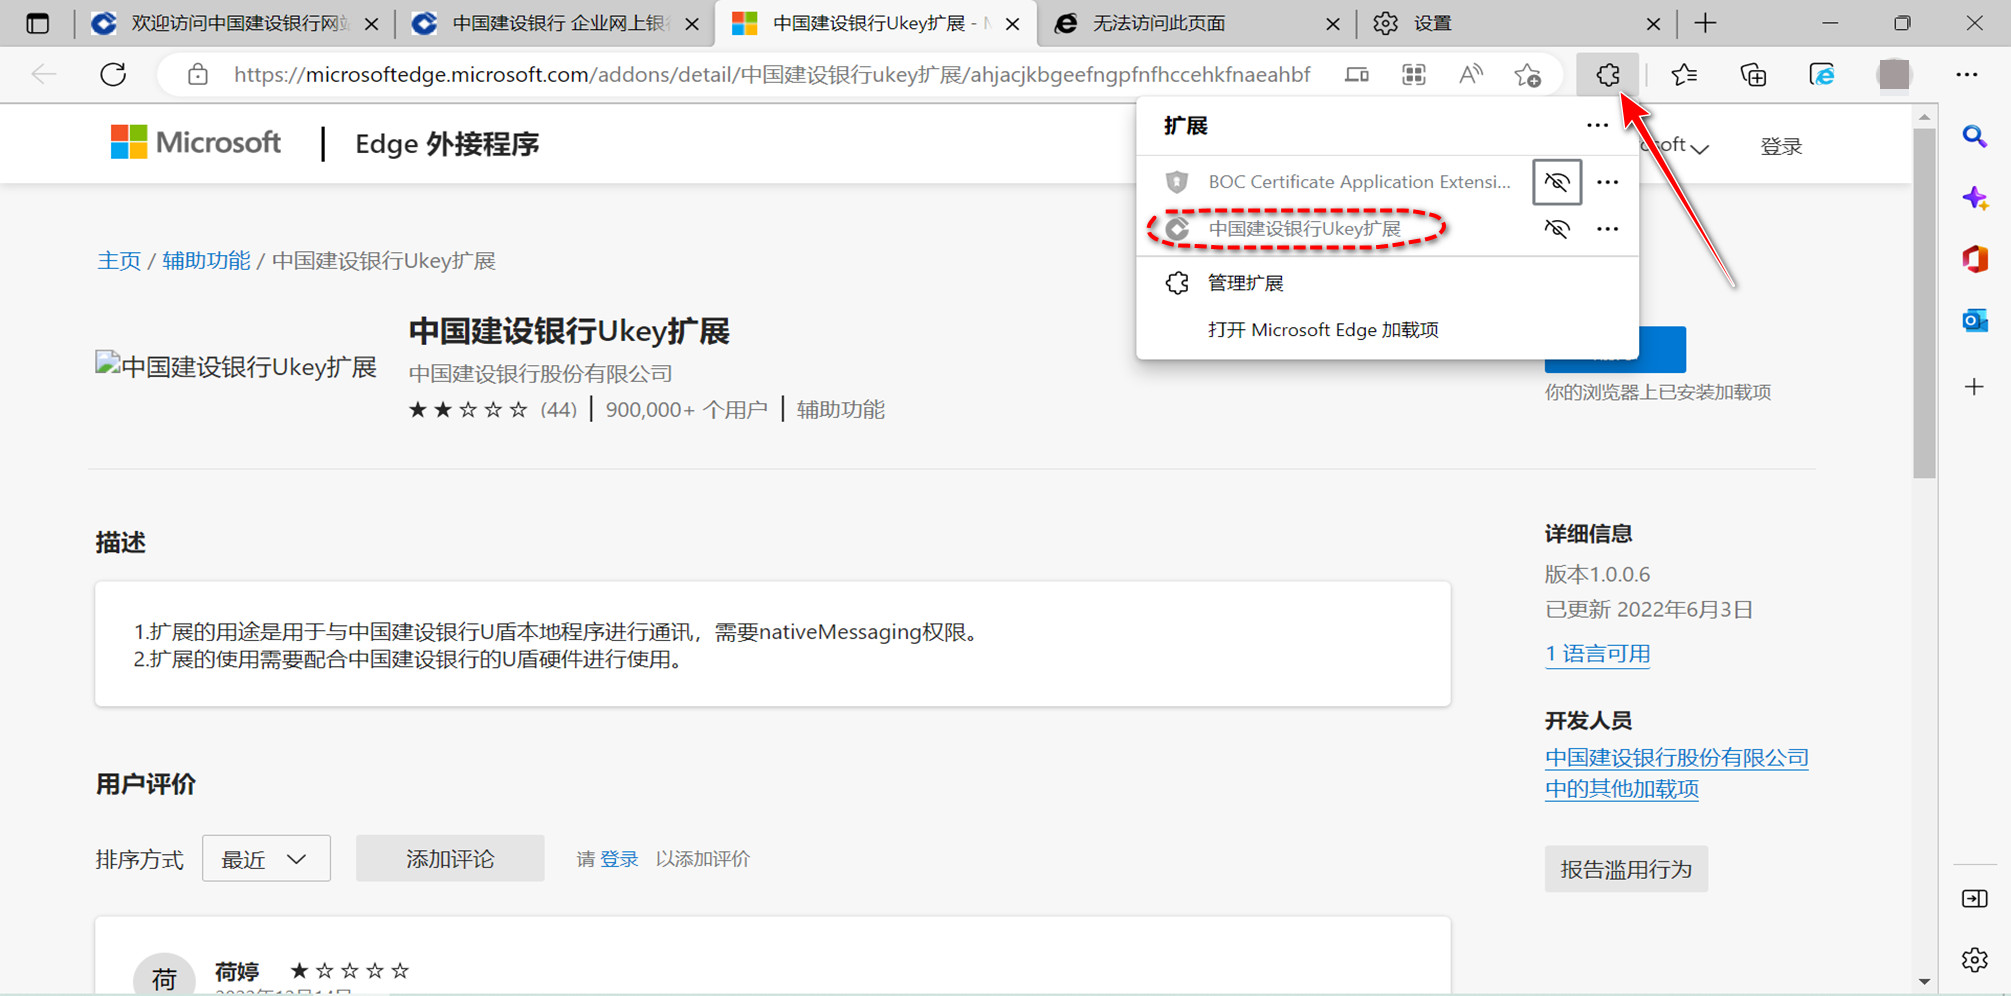 欢迎访问中国建设银行网站
中国建设银行 企业网上银行
中国建设银行Ukey扩展 -
无法访问此页面
设置
https://microsoftedge.microsoft.com/addons/detail/中国建设银行ukey扩展/ahjacjkbgeefngpfnfhccehkfnaeahbf
Microsoft
Edge 外接程序
登录
扩展
BOC Certificate Application Extensi...
中国建设银行Ukey扩展
管理扩展
打开 Microsoft Edge 加载项
主页 / 辅助功能 / 中国建设银行Ukey扩展
中国建设银行Ukey扩展
中国建设银行Ukey扩展
中国建设银行股份有限公司
(44)
900,000+ 个用户
辅助功能
你的浏览器上已安装加载项
描述
1.扩展的用途是用于与中国建设银行U盾本地程序进行通讯，需要nativeMessaging权限。
2.扩展的使用需要配合中国建设银行的U盾硬件进行使用。
详细信息
版本1.0.0.6
已更新 2022年6月3日
1 语言可用
开发人员
中国建设银行股份有限公司
中的其他加载项
报告滥用行为
用户评价
排序方式
最近
添加评论
请 登录 以添加评价
荷
荷婷